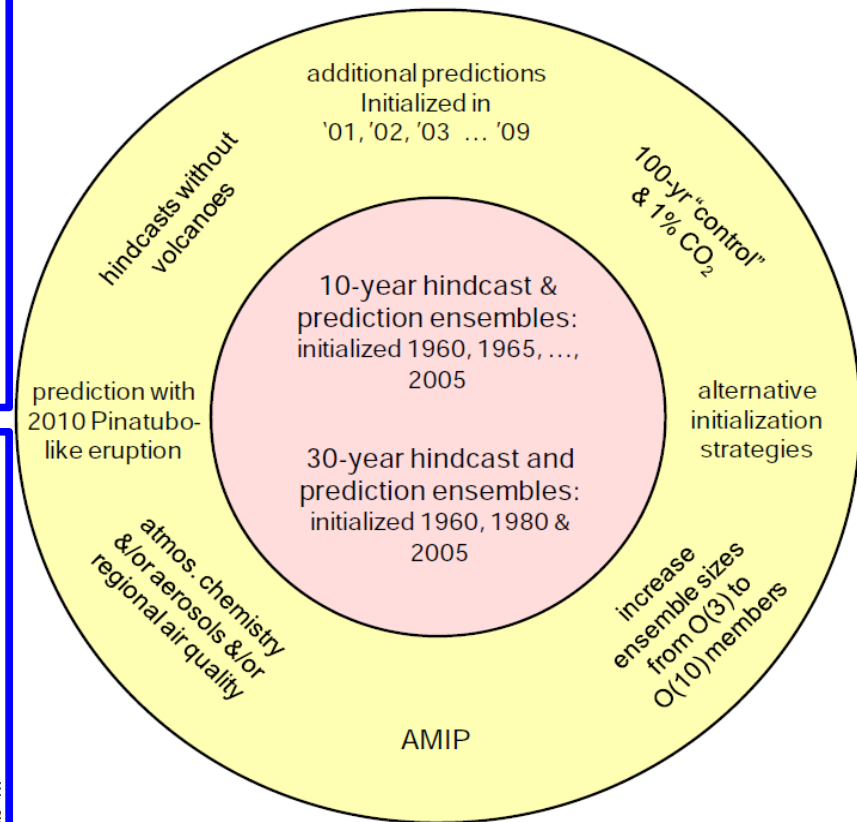 additional predictions
Initialized in
‘01, ’02, ’03 … ’09
hindcasts without
volcanoes
100-yr “control”
& 1% CO₂
10-year hindcast &
prediction ensembles:
initialized 1960, 1965, …,
2005
prediction with
2010 Pinatubo-
like eruption
alternative
initialization
strategies
30-year hindcast and
prediction ensembles:
initialized 1960, 1980 &
2005
atmos. chemistry
&/or aerosols &/or
regional air quality
increase
ensemble sizes
from O(3) to
O(10) members
AMIP